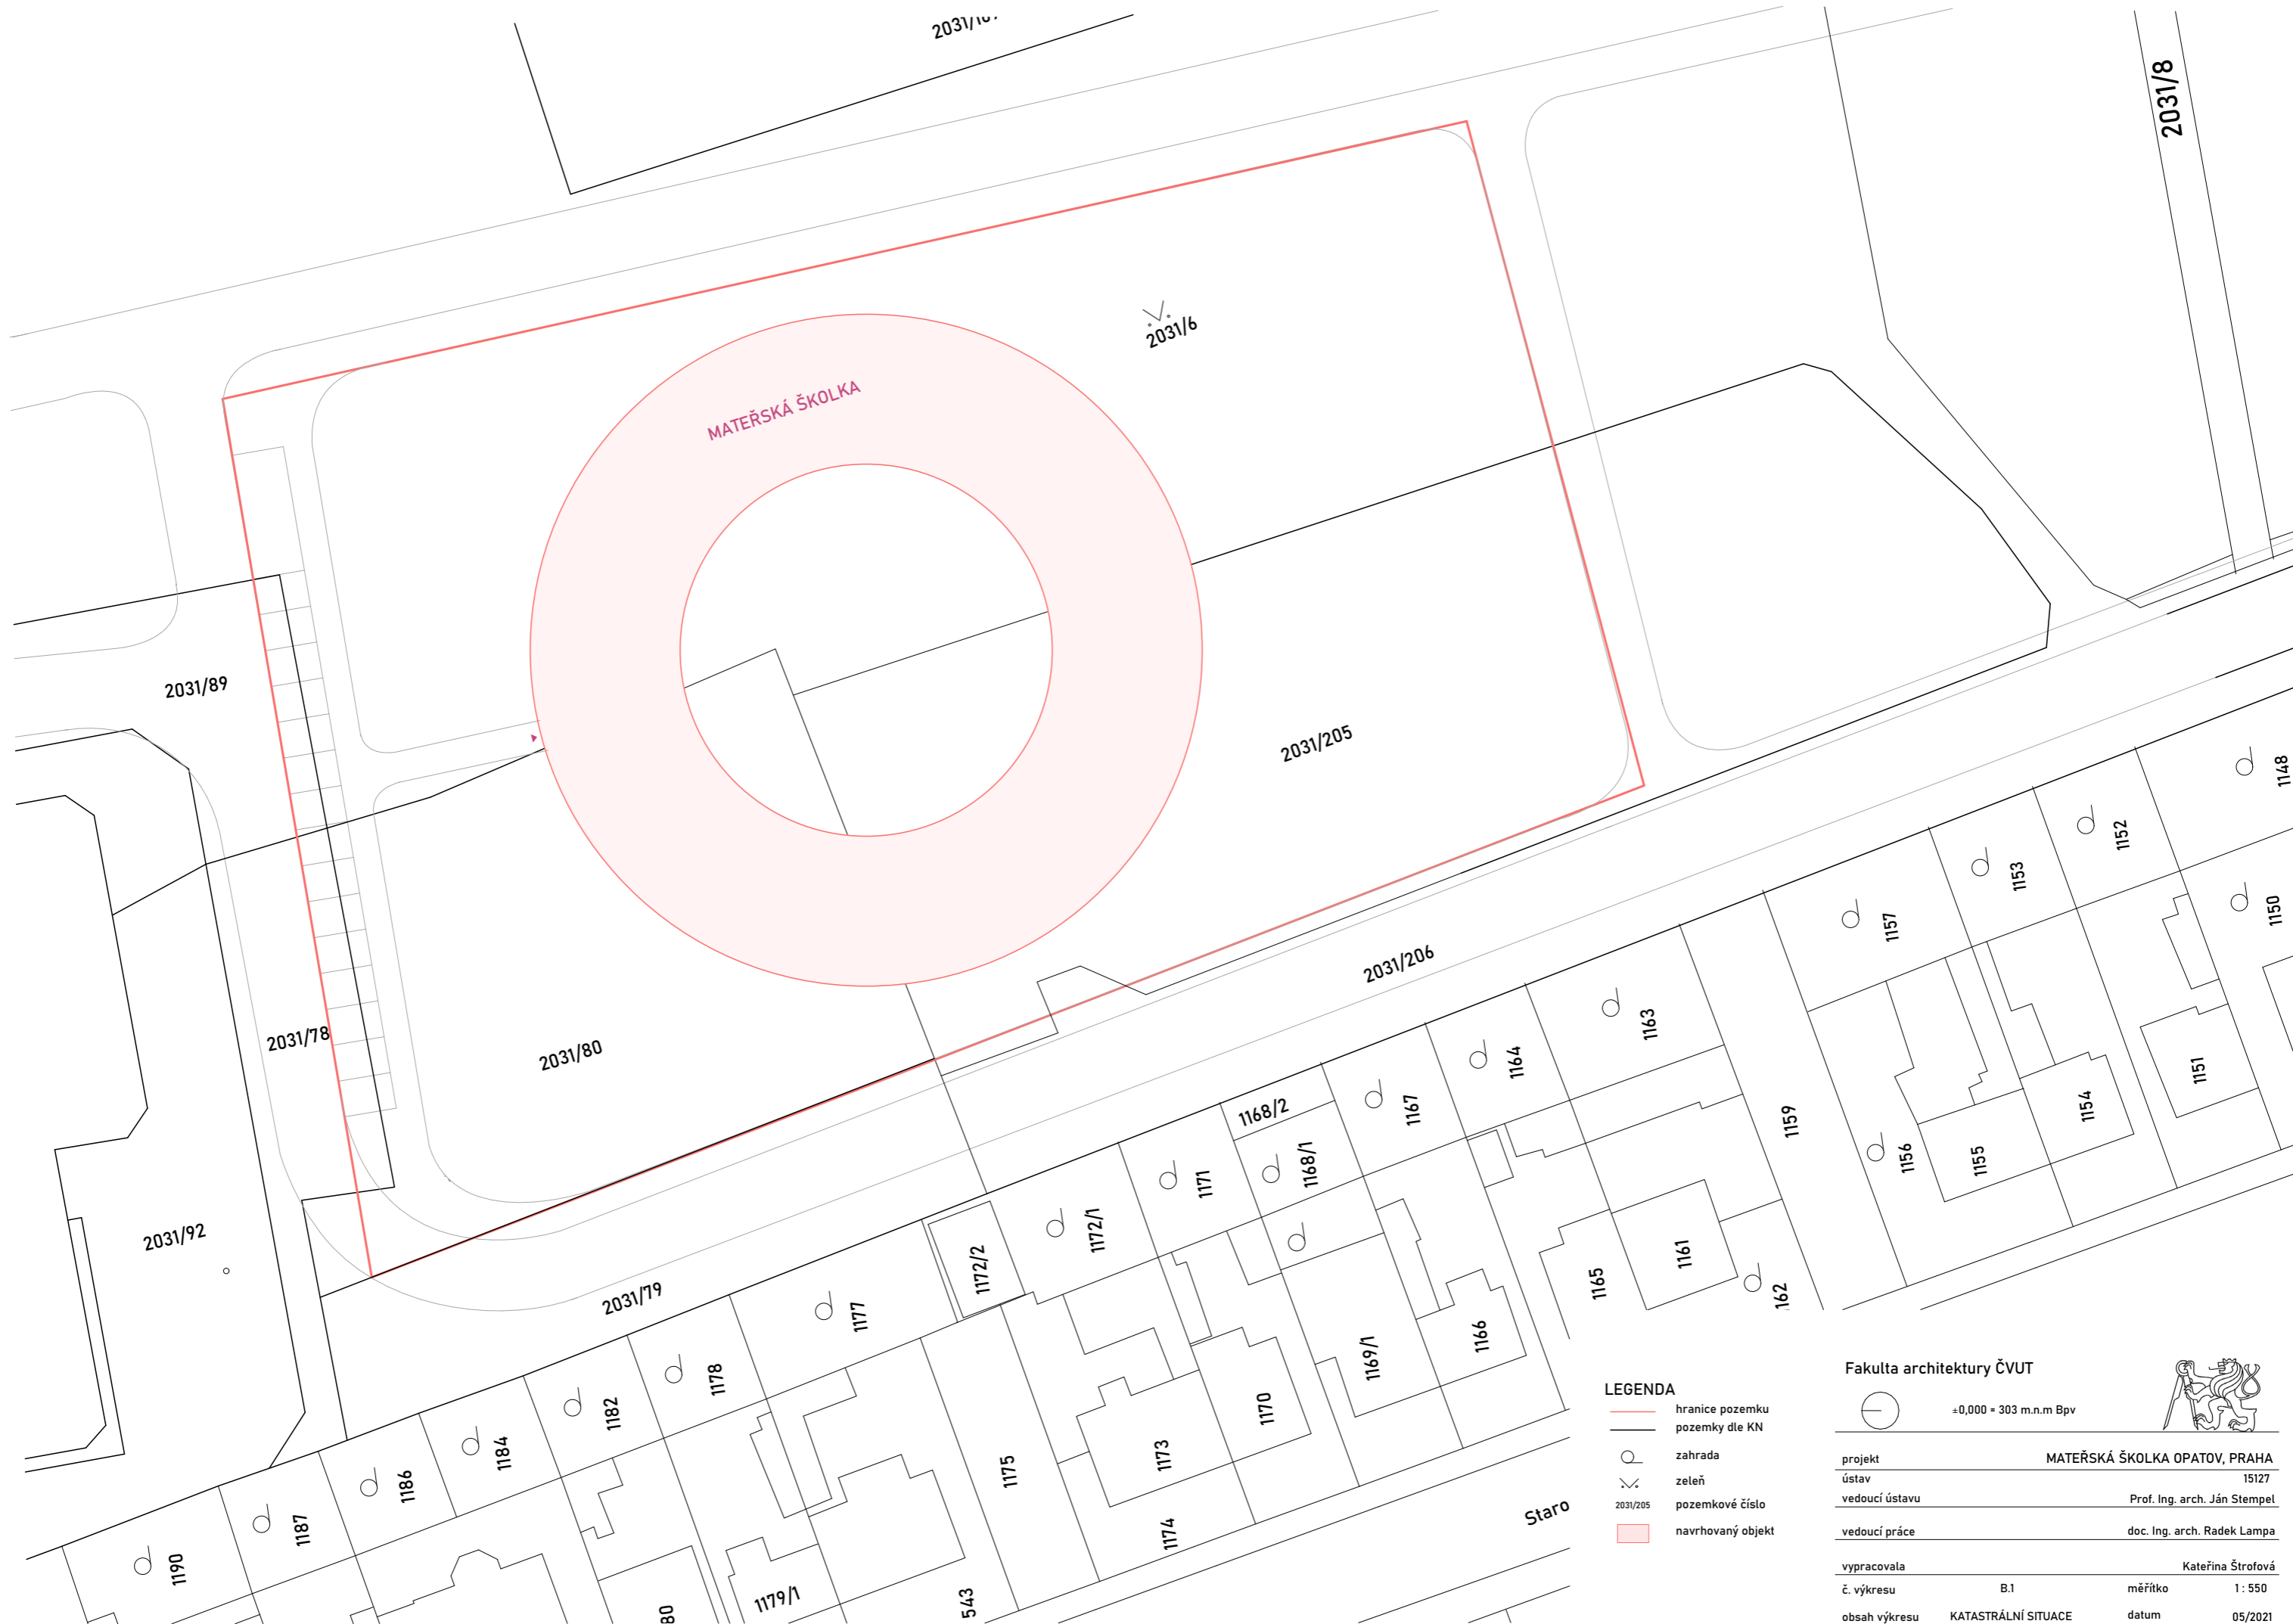 2031/8
2031/6
MATEŘSKÁ ŠKOLKA
2031/89
2031/205
2031/206
2031/78
2031/80
2031/92
2031/79
1148
1152
1153
1150
1157
1151
1154
1163
1164
1159
1156
1155
1167
1168/2
1168/1
1171
1172/1
1172/2
1161
1165
162
1166
1177
1169/1
1178
1170
1182
1173
1184
1175
1186
1174
1187
1190
1179/1
543
80
Staro
LEGENDA
hranice pozemku
pozemky dle KN
zahrada
zeleň
2031/205 pozemkové číslo
navrhovaný objekt
Fakulta architektury ČVUT
±0,000 = 303 m.n.m Bpv
projekt MATEŘSKÁ ŠKOLKA OPATOV, PRAHA
ústav 15127
vedoucí ústavu Prof. Ing. arch. Ján Stempel
vedoucí práce doc. Ing. arch. Radek Lampa
vypracovala Kateřina Štrofová
č. výkresu B.1 měřítko 1 : 550
obsah výkresu KATASTRÁLNÍ SITUACE datum 05/2021